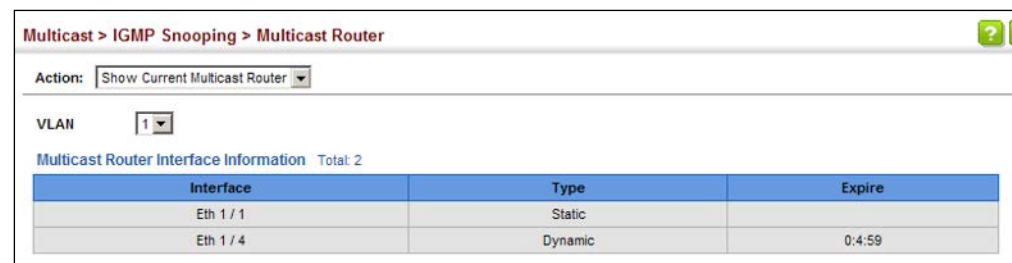 Multicast > IGMP Snooping > Multicast Router
?
Action: Show Current Multicast Router
VLAN 1
Multicast Router Interface Information Total: 2
Interface Type Expire
Eth 1 / 1 Static
Eth 1 / 4 Dynamic 0:4:59